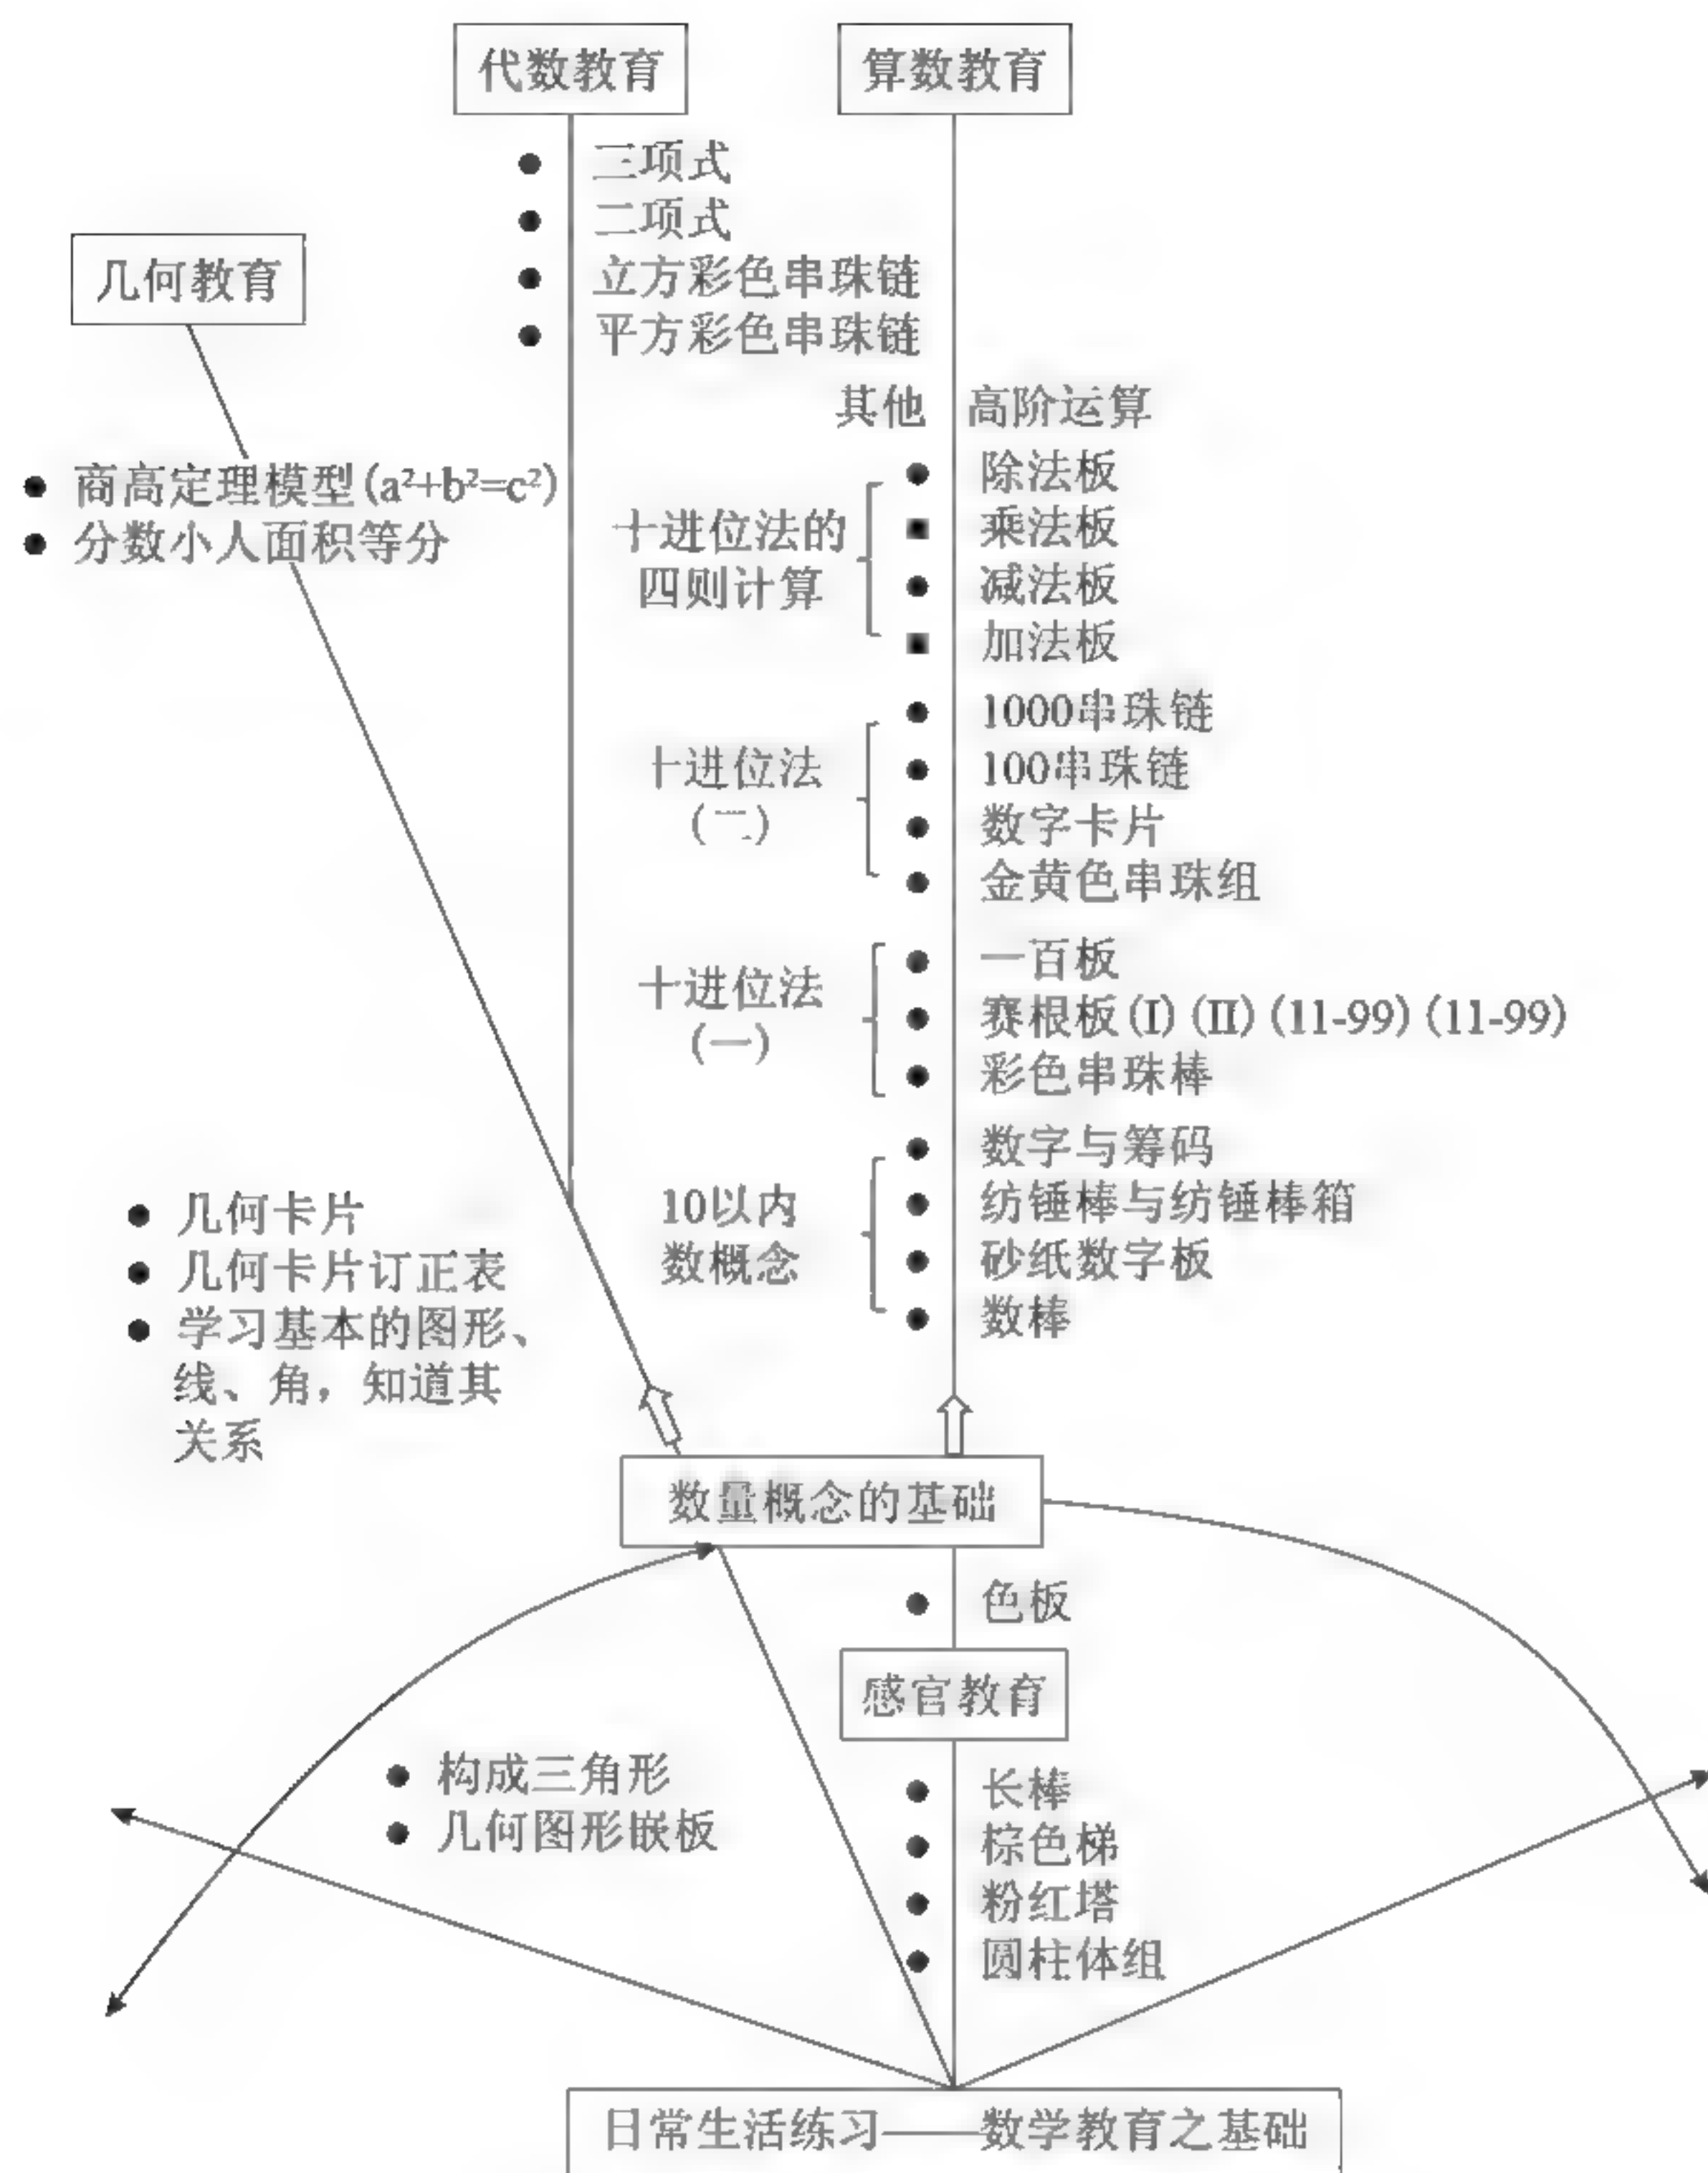 代数教育
算数教育
三项式
二项式
几何教育
立方彩色串珠链
平方彩色串珠链
其他 高阶运算
商高定理模型(a²+b²=c²)
分数小人面积等分
十进位法的
四则计算
除法板
乘法板
减法板
加法板
十进位法
(二)
1000串珠链
100串珠链
数字卡片
金黄色串珠组
十进位法
(一)
一百板
赛根板(I)(II)(11-99)(11-99)
彩色串珠棒
10以内
数概念
数字与筹码
纺锤棒与纺锤棒箱
砂纸数字板
数棒
几何卡片
几何卡片订正表
学习基本的图形、
线、角，知道其
关系
数量概念的基础
色板
感官教育
构成三角形
几何图形嵌板
长棒
棕色梯
粉红塔
圆柱体组
日常生活练习——数学教育之基础